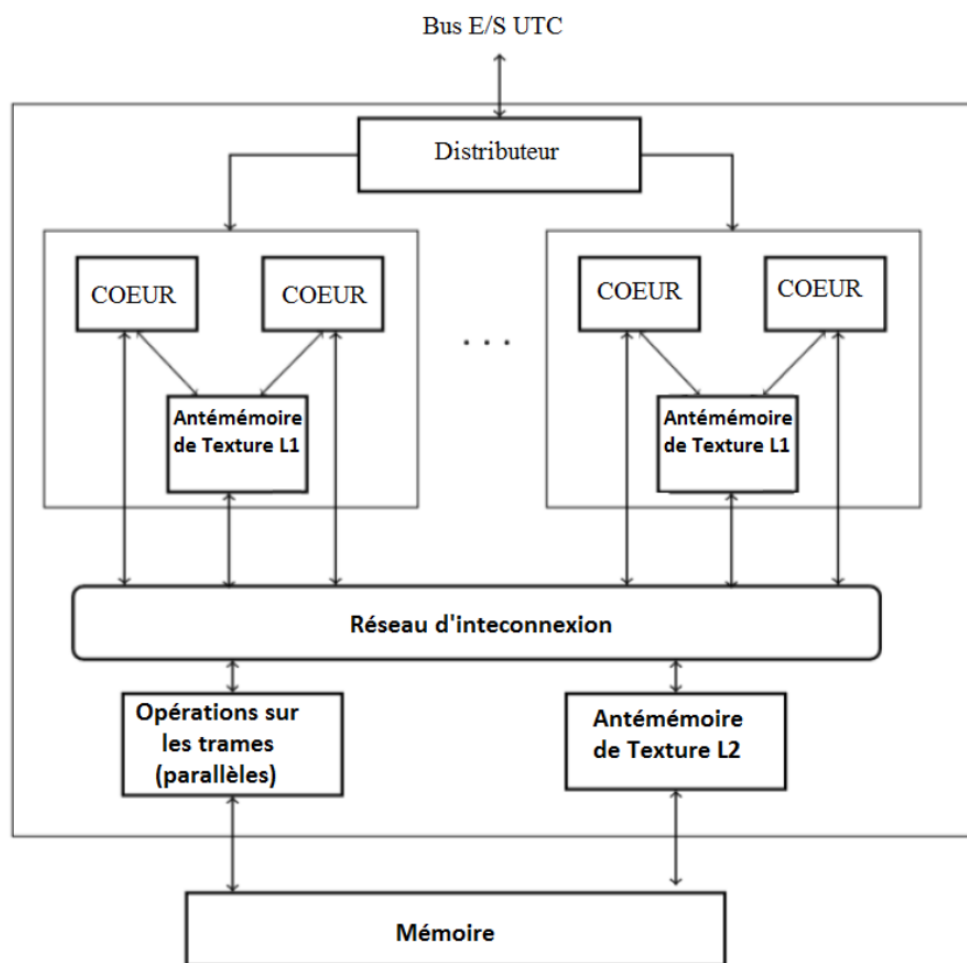 Bus E/S UTC
Distributeur
COEUR
COEUR
COEUR
COEUR
. . .
Antémémoire
de Texture L1
Antémémoire
de Texture L1
Réseau d'inteconnexion
Opérations sur
les trames
(parallèles)
Antémémoire
de Texture L2
Mémoire